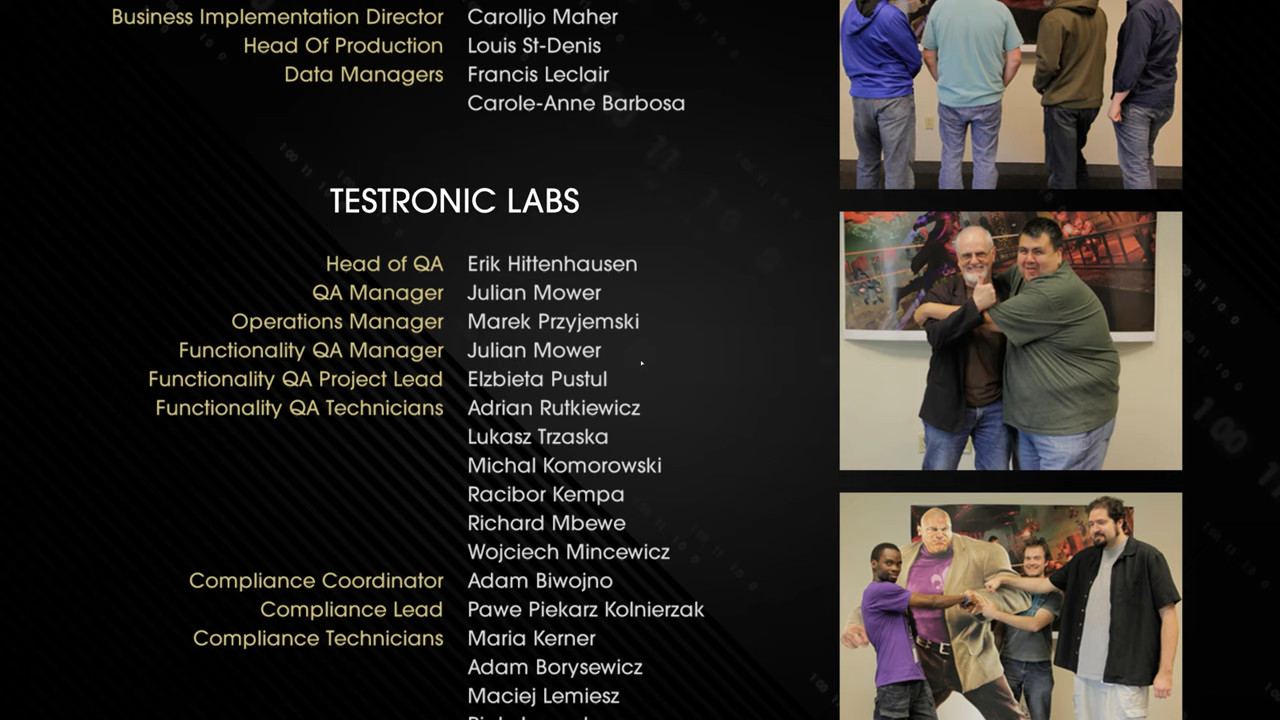 Business Implementation Director Carolljo Maher
Head Of Production Louis St-Denis
Data Managers Francis Leclair
Carole-Anne Barbosa
TESTRONIC LABS
Head of QA Erik Hittenhausen
QA Manager Julian Mower
Operations Manager Marek Przyjemski
Functionality QA Manager Julian Mower
Functionality QA Project Lead Elzbieta Pustul
Functionality QA Technicians Adrian Rutkiewicz
Lukasz Trzaska
Michal Komorowski
Racibor Kempa
Richard Mbewe
Wojciech Mincewicz
Compliance Coordinator Adam Biwojno
Compliance Lead Pawe Piekarz Kolnierzak
Compliance Technicians Maria Kerner
Adam Borysewicz
Maciej Lemiesz